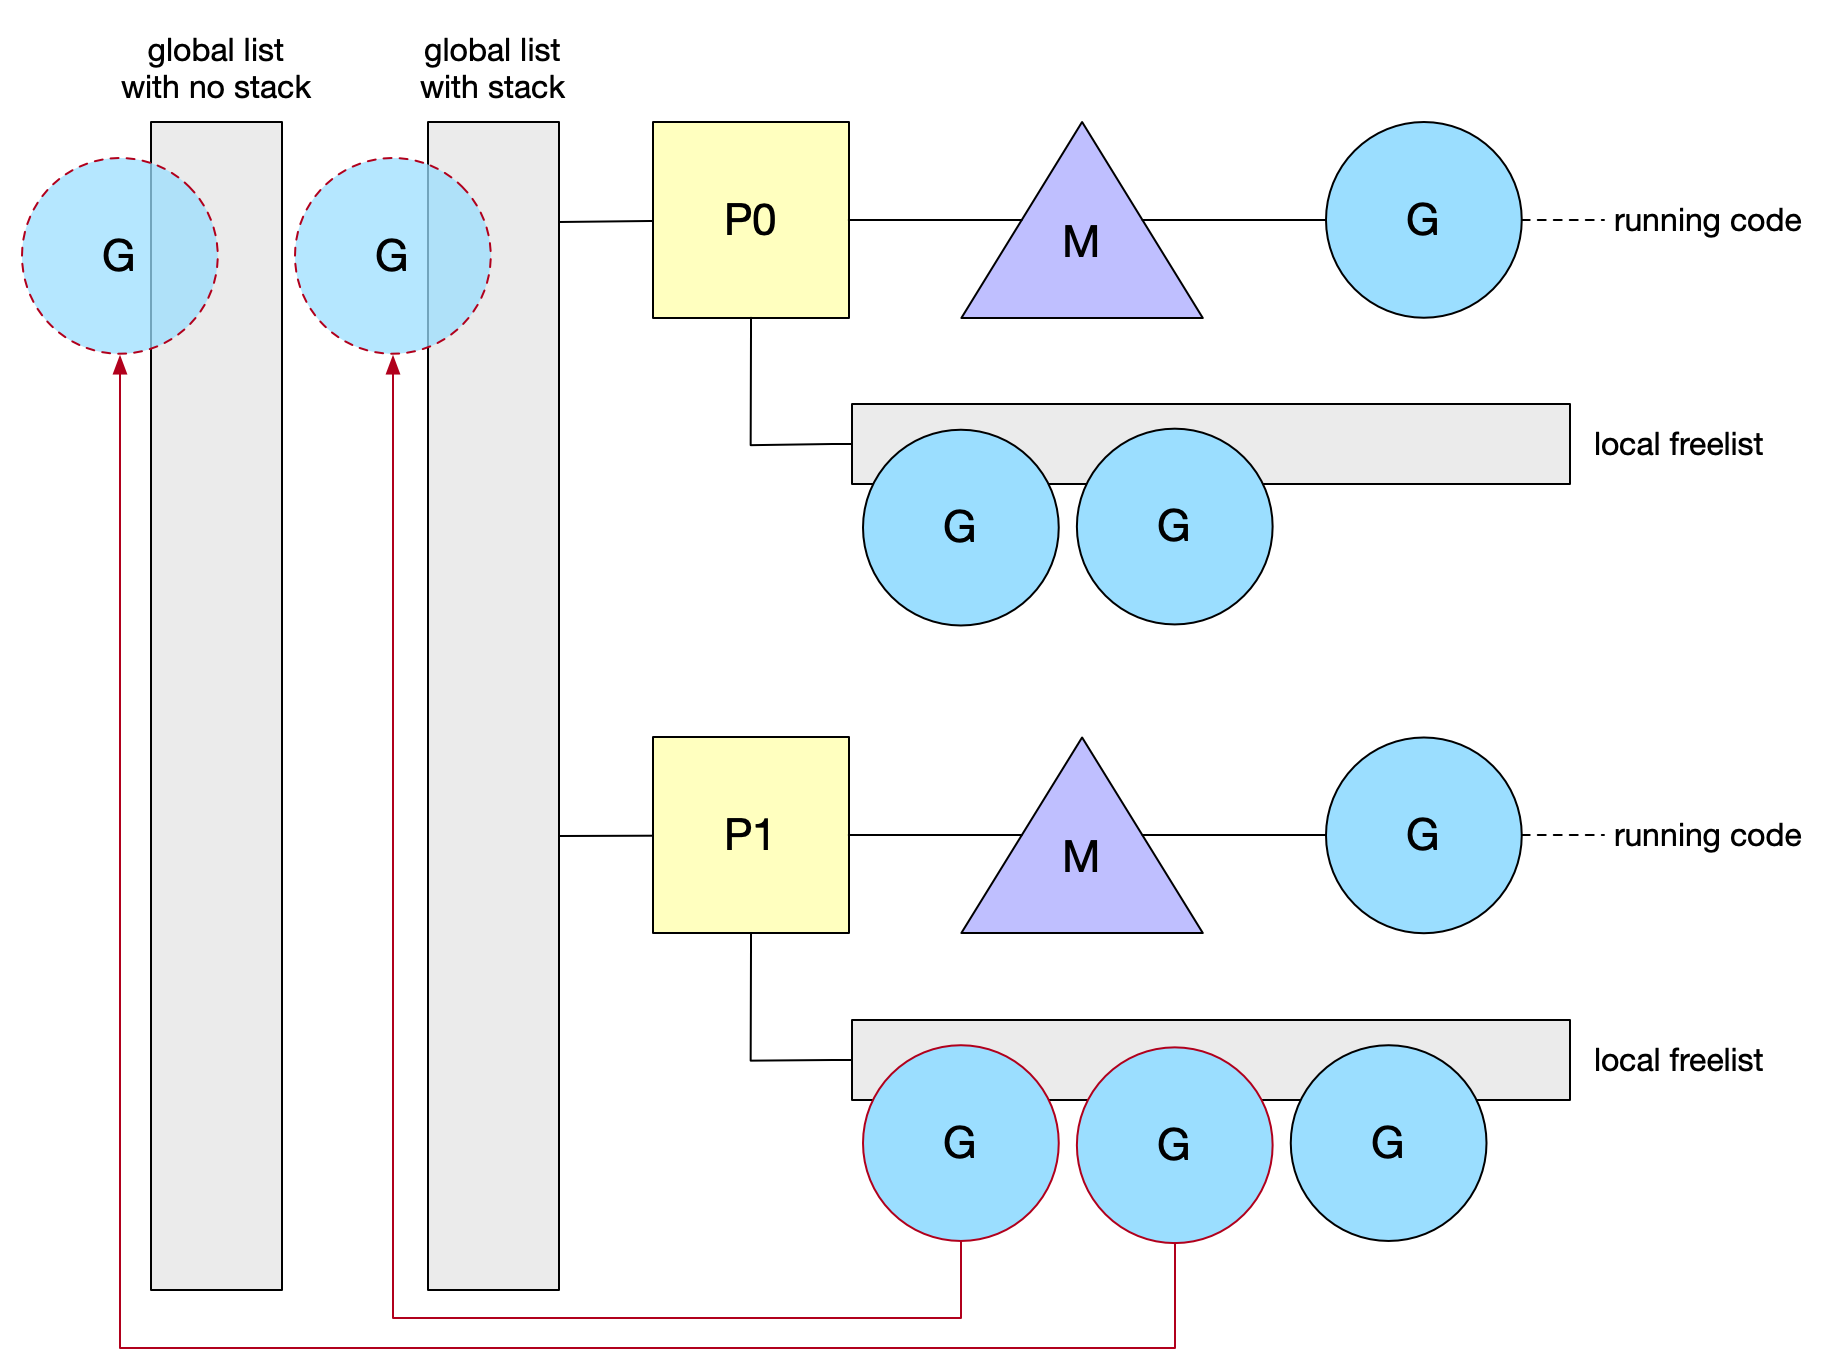 global list
with no stack
global list
with stack
G
G
P0
M
G
running code
local freelist
G
G
P1
M
G
running code
local freelist
G
G
G